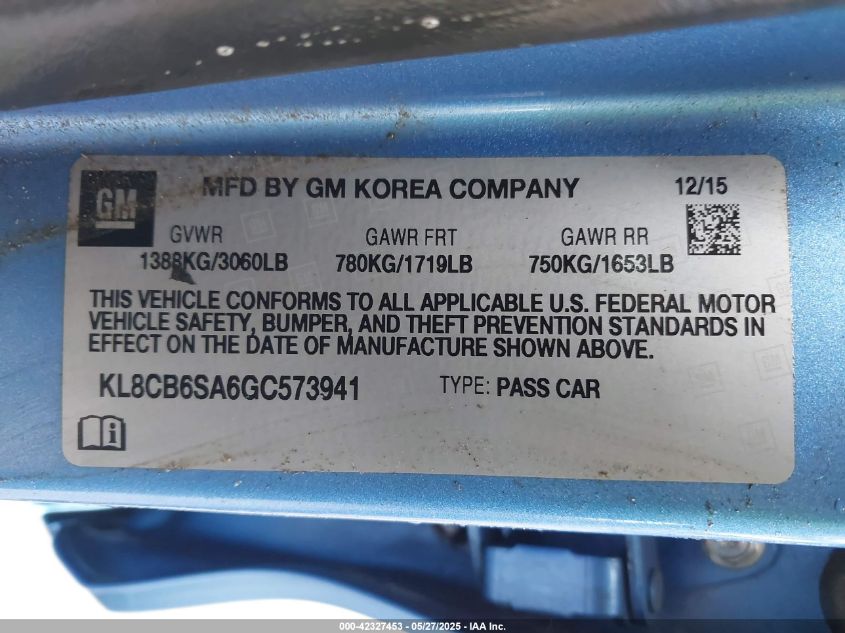 GM
MFD BY GM KOREA COMPANY 12/15
GVWR GAWR FRT GAWR RR
1388KG/3060LB 780KG/1719LB 750KG/1653LB
THIS VEHICLE CONFORMS TO ALL APPLICABLE U.S. FEDERAL MOTOR
VEHICLE SAFETY, BUMPER, AND THEFT PREVENTION STANDARDS IN
EFFECT ON THE DATE OF MANUFACTURE SHOWN ABOVE.
KL8CB6SA6GC573941 TYPE: PASS CAR
000-42327453 - 05/27/2025 - IAA Inc.